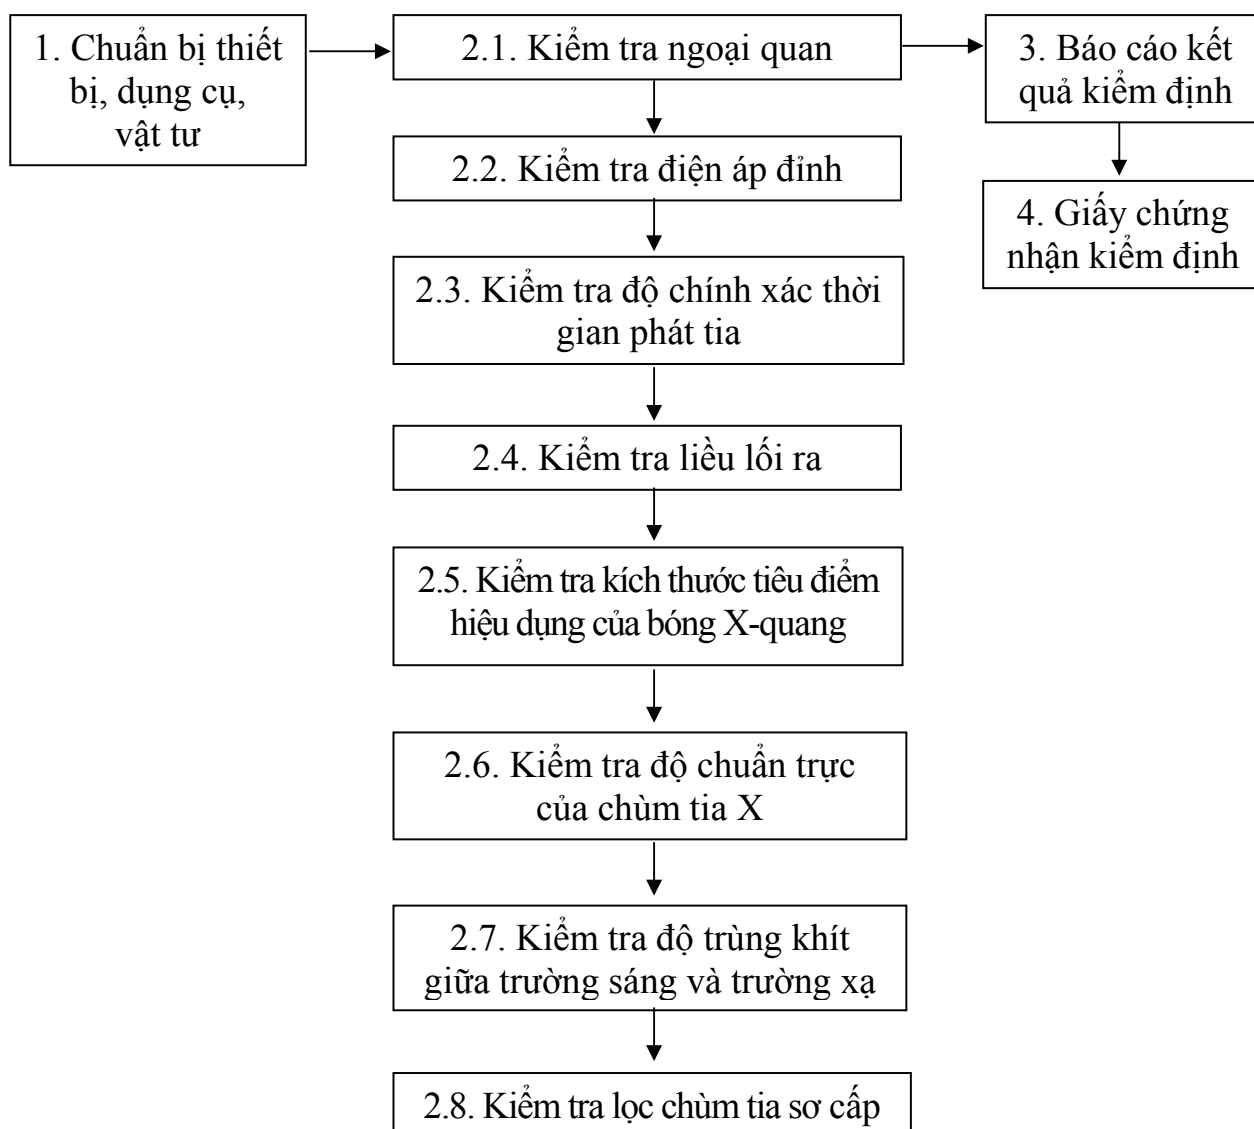 1. Chuẩn bị thiết
bị, dụng cụ,
vật tư
2.1. Kiểm tra ngoại quan
2.2. Kiểm tra điện áp đỉnh
2.3. Kiểm tra độ chính xác thời
gian phát tia
2.4. Kiểm tra liều lối ra
2.5. Kiểm tra kích thước tiêu điểm
hiệu dụng của bóng X-quang
2.6. Kiểm tra độ chuẩn trực
của chùm tia X
2.7. Kiểm tra độ trùng khít
giữa trường sáng và trường xạ
2.8. Kiểm tra lọc chùm tia sơ cấp
3. Báo cáo kết
quả kiểm định
4. Giấy chứng
nhận kiểm định